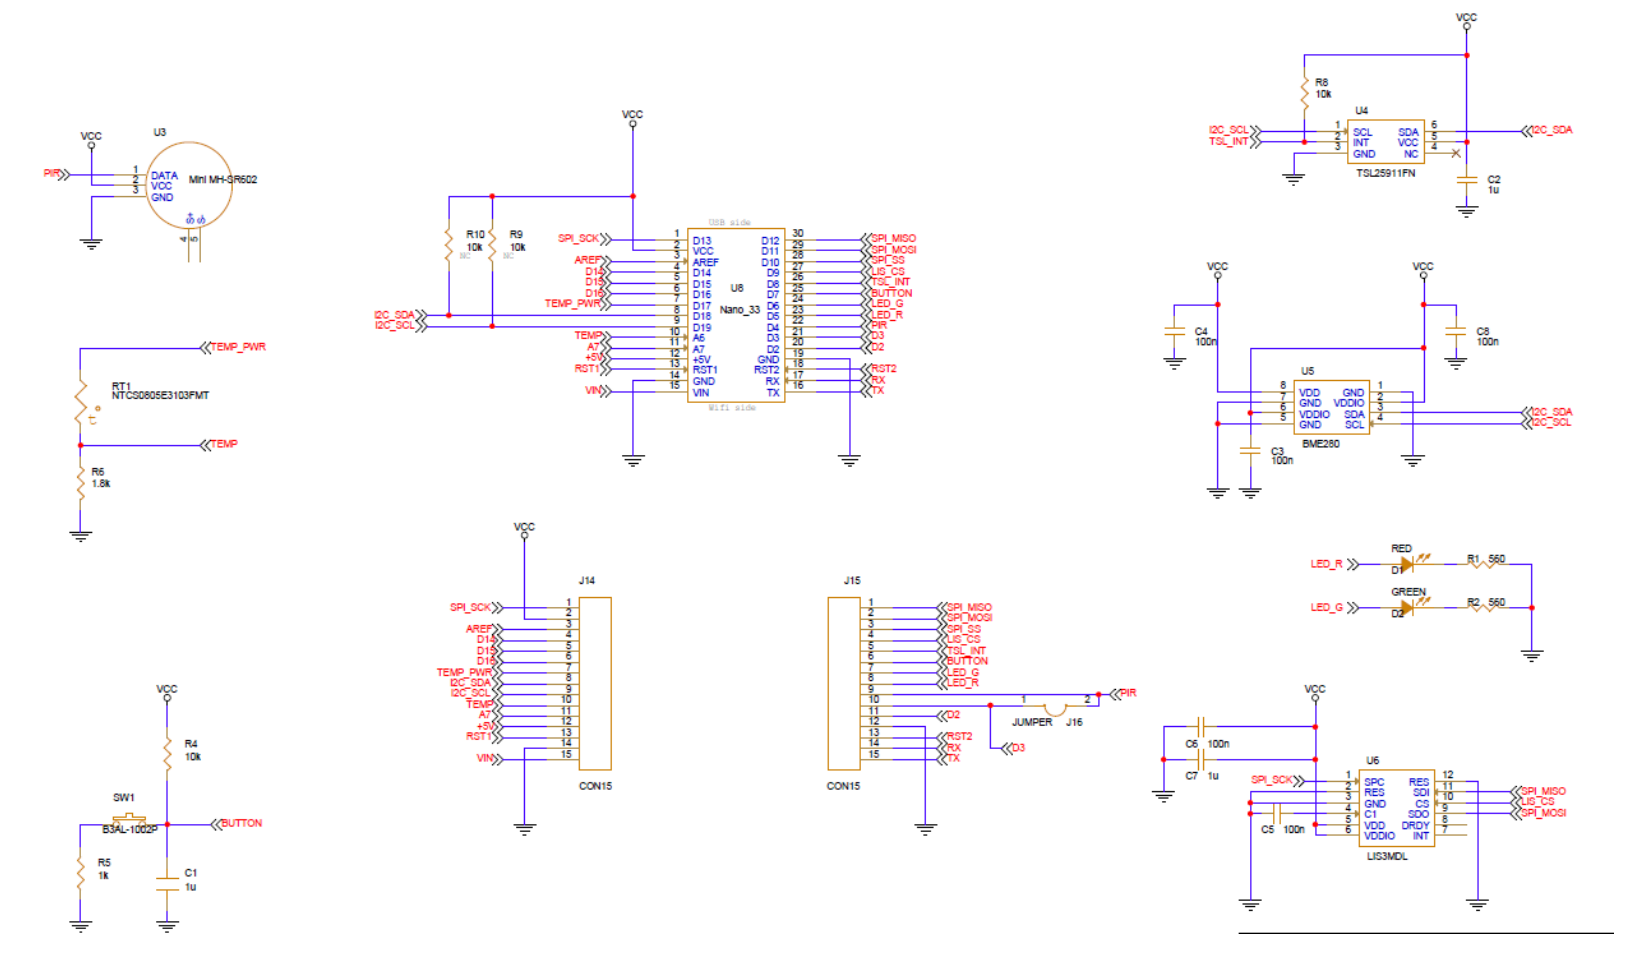 VCC
U3
PIR
1
2
3
DATA
VCC
GND
Mini MH-SR602
S+
S-
4
5
TEMP_PWR
RT1
NTCS0805E3103FMT
t°
TEMP
R6
1.8k
VCC
R4
10k
SW1
B3AL-1002P
BUTTON
R5
1k
C1
1u
VCC
R10
10k
NC
R9
10k
NC
USB side
SPI_SCK 1 D13 D12 30 SPI_MISO
2 VCC D11 29 SPI_MOSI
AREF 3 AREF D10 28 SPI_SS
D14 4 D14 D9 27 LIS_CS
D15 5 D15 D8 26 TSL_INT
D16 6 D16 D7 25 BUTTON
TEMP_PWR 7 D17 D6 24 LED_G
I2C_SDA 8 D18 D5 23 LED_R
I2C_SCL 9 D19 D4 22 PIR
TEMP 10 A6 D3 21 D3
A7 11 A7 D2 20 D2
+5V 12 +5V GND 19
RST1 13 RST1 RST2 18 RST2
14 GND RX 17 RX
VIN 15 VIN TX 16 TX
U8
Nano_33
Wifi side
VCC
J14
SPI_SCK 1
2
AREF 3
D14 4
D15 5
D16 6
TEMP_PWR 7
I2C_SDA 8
I2C_SCL 9
TEMP 10
A7 11
+5V 12
RST1 13
14
VIN 15
CON15
J15
1 SPI_MISO
2 SPI_MOSI
3 SPI_SS
4 LIS_CS
5 TSL_INT
6 BUTTON
7 LED_G
8 LED_R
9 PIR
10
11 D2
12
13 RST2
14 RX
15 TX
CON15
1 2
JUMPER J16
D3
VCC
R8
10k
U4
I2C_SCL 1 SCL SDA 6 I2C_SDA
TSL_INT 2 INT VCC 5
3 GND NC 4
TSL25911FN
C2
1u
VCC
VCC
C4
100n
C8
100n
U5
8 VDD GND 1
7 GND VDDIO 2
6 VDDIO SDA 3 I2C_SDA
5 GND SCL 4 I2C_SCL
BME280
C3
100n
RED
LED_R D1 R1 560
GREEN
LED_G D2 R2 560
VCC
C6 100n
C7 1u
U6
SPI_SCK 1 SPC RES 12
2 RES SDI 11 SPI_MISO
3 GND CS 10 LIS_CS
4 C1 SDO 9 SPI_MOSI
5 VDD DRDY 8
6 VDDIO INT 7
C5 100n
LIS3MDL